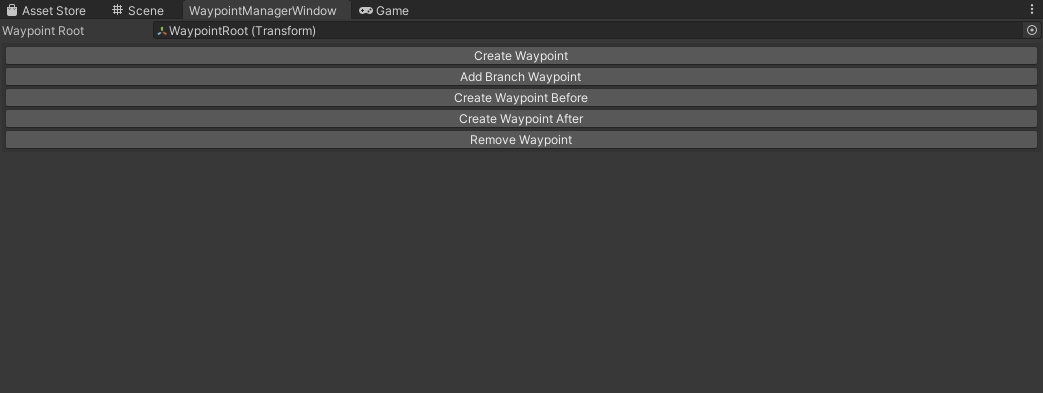 Asset Store Scene WaypointManagerWindow Game
Waypoint Root WaypointRoot (Transform)
Create Waypoint
Add Branch Waypoint
Create Waypoint Before
Create Waypoint After
Remove Waypoint